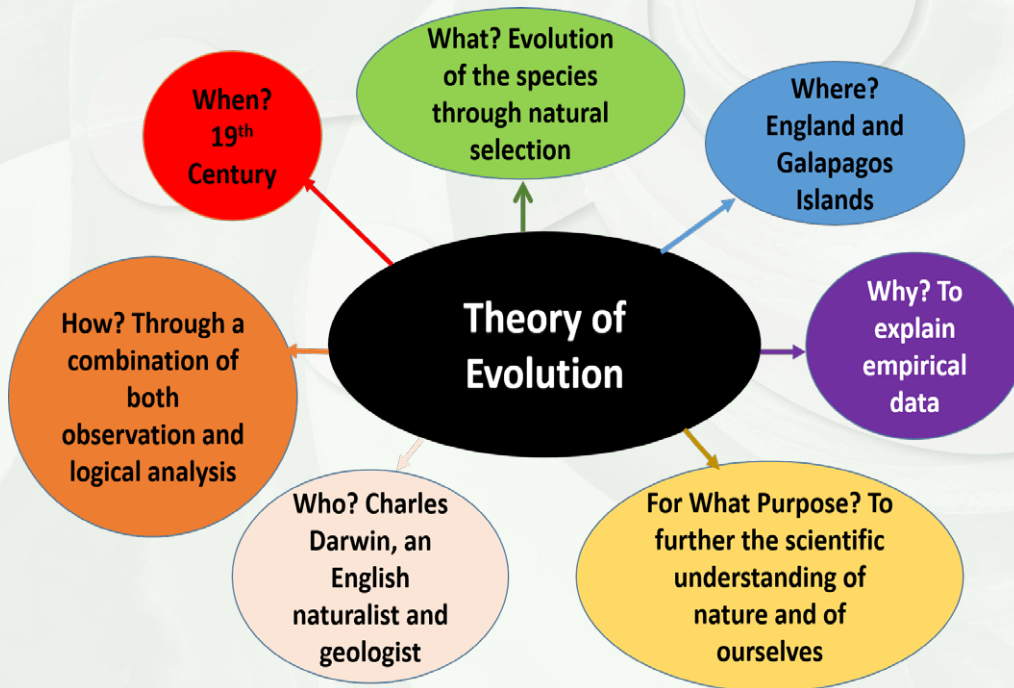 What? Evolution
of the species
through natural
selection
When?
19th
Century
Where?
England and
Galapagos
Islands
Theory of
Evolution
How? Through a
combination of
both
observation and
logical analysis
Why? To
explain
empirical
data
Who? Charles
Darwin, an
English
naturalist and
geologist
For What Purpose? To
further the scientific
understanding of
nature and of
ourselves